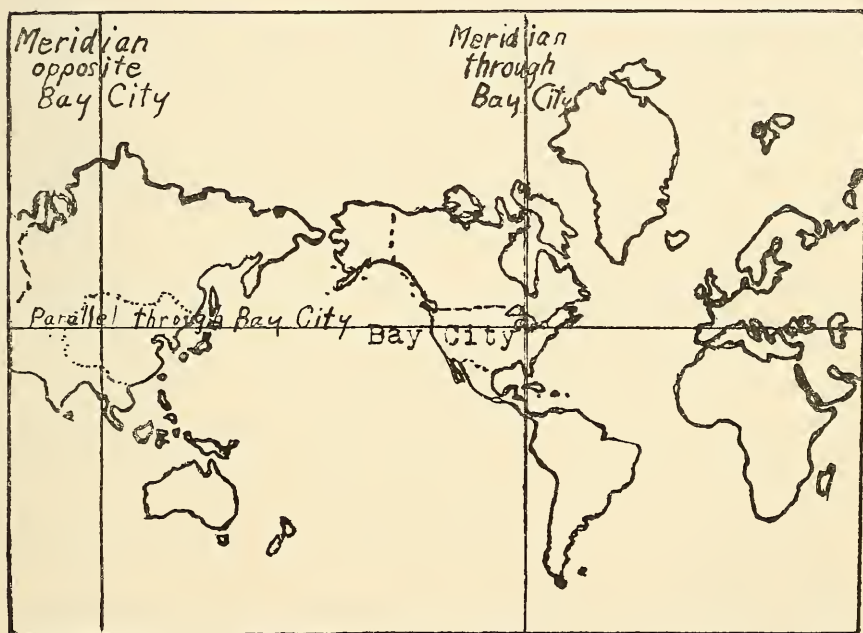 Meridian
opposite
Bay City
Meridian
through
Bay City
Parallel through Bay City
Bay City